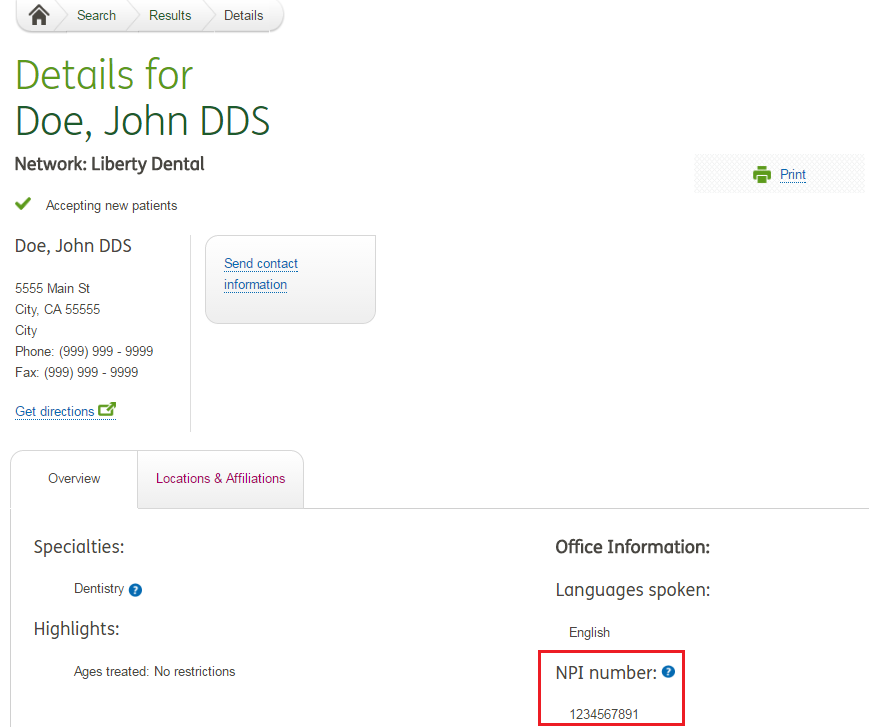 Search Results Details
Details for
Doe, John DDS
Network: Liberty Dental
Print
Accepting new patients
Doe, John DDS
5555 Main St
City, CA 55555
City
Phone: (999) 999 - 9999
Fax: (999) 999 - 9999
Get directions
Send contact
information
Overview
Locations & Affiliations
Specialties:
Dentistry ?
Highlights:
Ages treated: No restrictions
Office Information:
Languages spoken:
English
NPI number: ?
1234567891